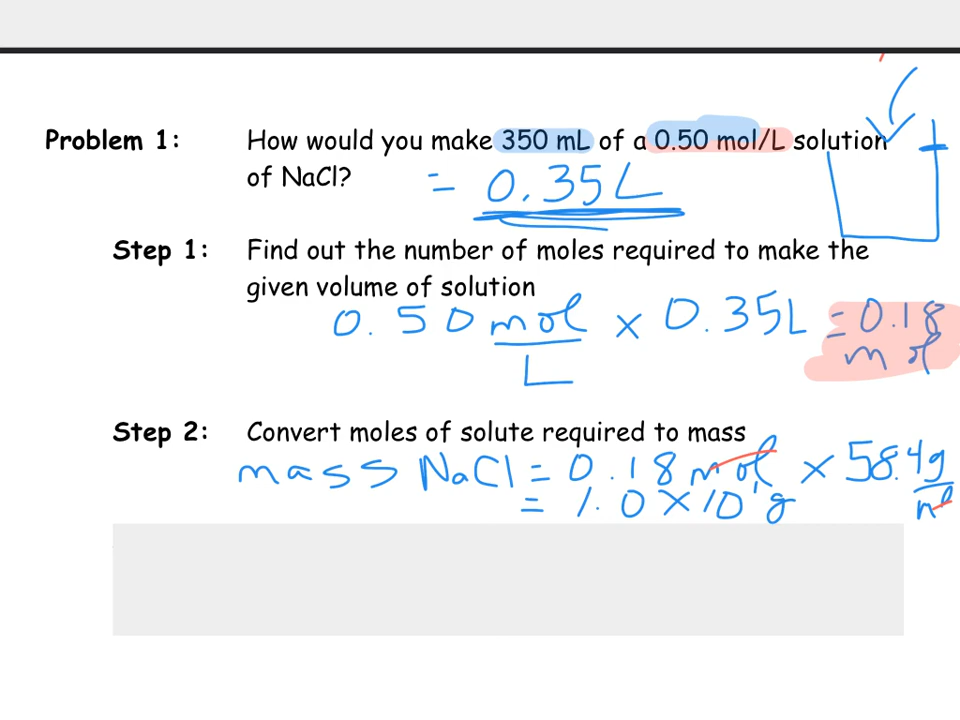 Problem 1: How would you make 350 mL of a 0.50 mol/L solution
of NaCl? = 0.35L
Step 1: Find out the number of moles required to make the
given volume of solution
0.50 mol/L × 0.35L = 0.18
mol
Step 2: Convert moles of solute required to mass
mass NaCl = 0.18 mol × 58.4g/mol
= 1.0 × 10¹ g